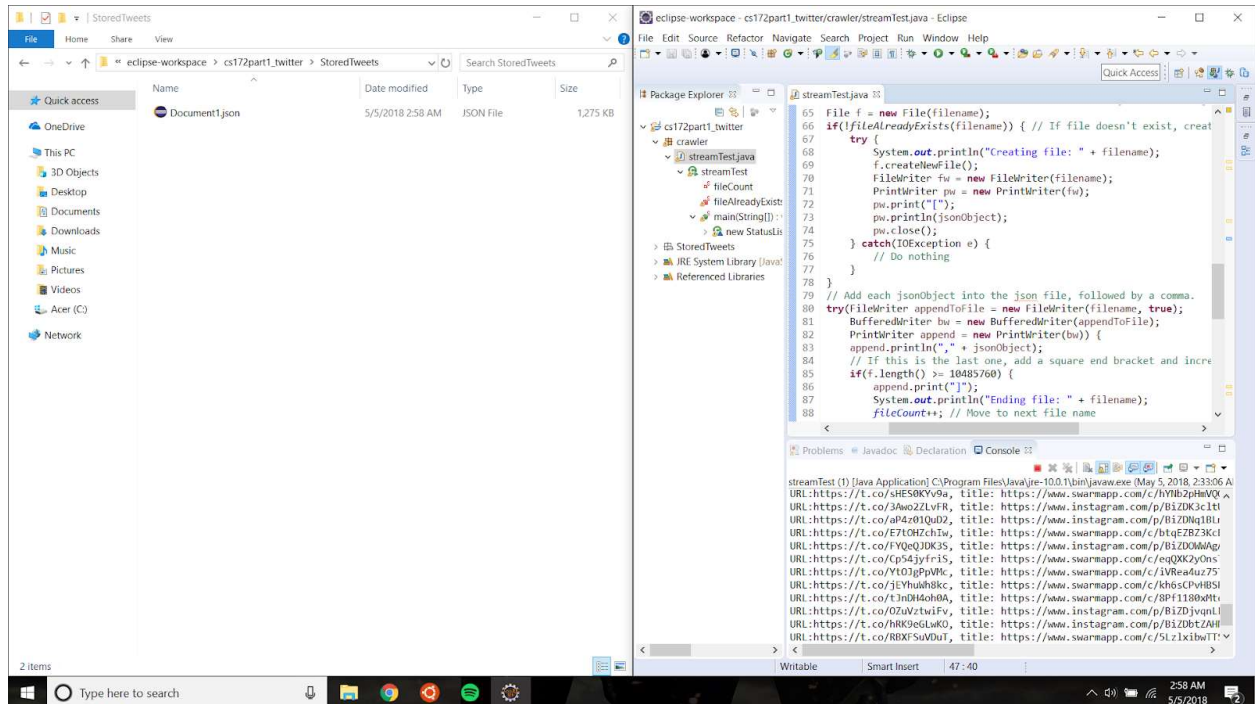 StoredTweets
File Home Share View
« eclipse-workspace > cs172part1_twitter > StoredTweets
Search StoredTweets
Name Date modified Type Size
Document1.json 5/5/2018 2:58 AM JSON File 1,275 KB
Quick access
OneDrive
This PC
3D Objects
Desktop
Documents
Downloads
Music
Pictures
Videos
Acer (C:)
Network
2 items
eclipse-workspace - cs172part1_twitter/crawler/streamTest.java - Eclipse
File Edit Source Refactor Navigate Search Project Run Window Help
Quick Access
Package Explorer
cs172part1_twitter
crawler
streamTest.java
streamTest
fileCount
fileAlreadyExists
main(String[]) :
new StatusLis
StoredTweets
JRE System Library [JavaS
Referenced Libraries
streamTest.java
65 File f = new File(filename);
66 if(!fileAlreadyExists(filename)) { // If file doesn't exist, creat
67 try {
68 System.out.println("Creating file: " + filename);
69 f.createNewFile();
70 FileWriter fw = new FileWriter(filename);
71 PrintWriter pw = new PrintWriter(fw);
72 pw.print("[");
73 pw.println(jsonObject);
74 pw.close();
75 } catch(IOException e) {
76 // Do nothing
77 }
78 }
79 // Add each jsonObject into the json file, followed by a comma.
80 try(FileWriter appendToFile = new FileWriter(filename, true);
81 BufferedWriter bw = new BufferedWriter(appendToFile);
82 PrintWriter append = new PrintWriter(bw)) {
83 append.println("," + jsonObject);
84 // If this is the last one, add a square end bracket and incre
85 if(f.length() >= 10485760) {
86 append.print("]");
87 System.out.println("Ending file: " + filename);
88 fileCount++; // Move to next file name
Problems Javadoc Declaration Console
streamTest (1) [Java Application] C:\Program Files\Java\jre-10.0.1\bin\javaw.exe (May 5, 2018, 2:33:06 A
URL:https://t.co/sHES0KYv9a, title: https://www.swarmapp.com/c/hYNb2pHmVQ
URL:https://t.co/3Awo2ZLvFR, title: https://www.instagram.com/p/BiZDK3clt
URL:https://t.co/aP4z01QuD2, title: https://www.instagram.com/p/BiZDNq1BL
URL:https://t.co/E7tOHZchIw, title: https://www.swarmapp.com/c/btqEZBZ3Kc
URL:https://t.co/FYQeQJDK3S, title: https://www.instagram.com/p/BiZDOWWAg
URL:https://t.co/Cp54jyfriS, title: https://www.swarmapp.com/c/eqQXK2yOns
URL:https://t.co/YtOJgPpVMc, title: https://www.swarmapp.com/c/iVRea4uz75
URL:https://t.co/jEYhuWh8kc, title: https://www.swarmapp.com/c/kh6sCPvHBS
URL:https://t.co/tJnDH4oh0A, title: https://www.swarmapp.com/c/8Pf1180xMt
URL:https://t.co/OZuVztwiFv, title: https://www.instagram.com/p/BiZDjvqnL
URL:https://t.co/hRK9eGLwKO, title: https://www.instagram.com/p/BiZDbtZAH
URL:https://t.co/RBXFSuVDuT, title: https://www.swarmapp.com/c/5LzlxibwTT
Writable Smart Insert 47 : 40
Type here to search
2:58 AM
5/5/2018
2